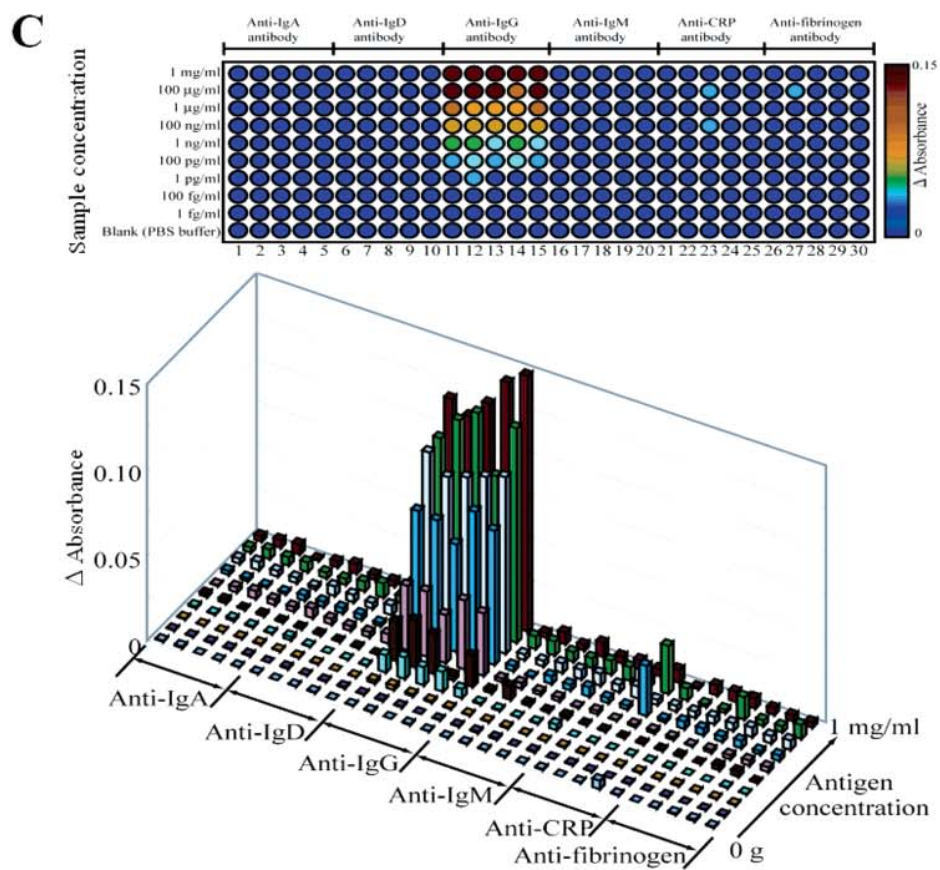 C
Anti-IgA antibody
Anti-IgD antibody
Anti-IgG antibody
Anti-IgM antibody
Anti-CRP antibody
Anti-fibrinogen antibody
Sample concentration
1 mg/ml
100 µg/ml
1 µg/ml
100 ng/ml
1 ng/ml
100 pg/ml
1 pg/ml
100 fg/ml
1 fg/ml
Blank (PBS buffer)
1 2 3 4 5 6 7 8 9 10 11 12 13 14 15 16 17 18 19 20 21 22 23 24 25 26 27 28 29 30
0.15
Δ Absorbance
0
0.15
0.10
0.05
0
Δ Absorbance
Anti-IgA
Anti-IgD
Anti-IgG
Anti-IgM
Anti-CRP
Anti-fibrinogen
1 mg/ml
Antigen
concentration
0 g